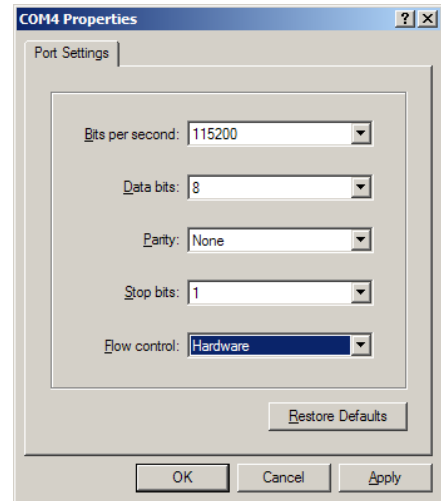 COM4 Properties
Port Settings
Bits per second: 115200
Data bits: 8
Parity: None
Stop bits: 1
Flow control: Hardware
Restore Defaults
OK Cancel Apply